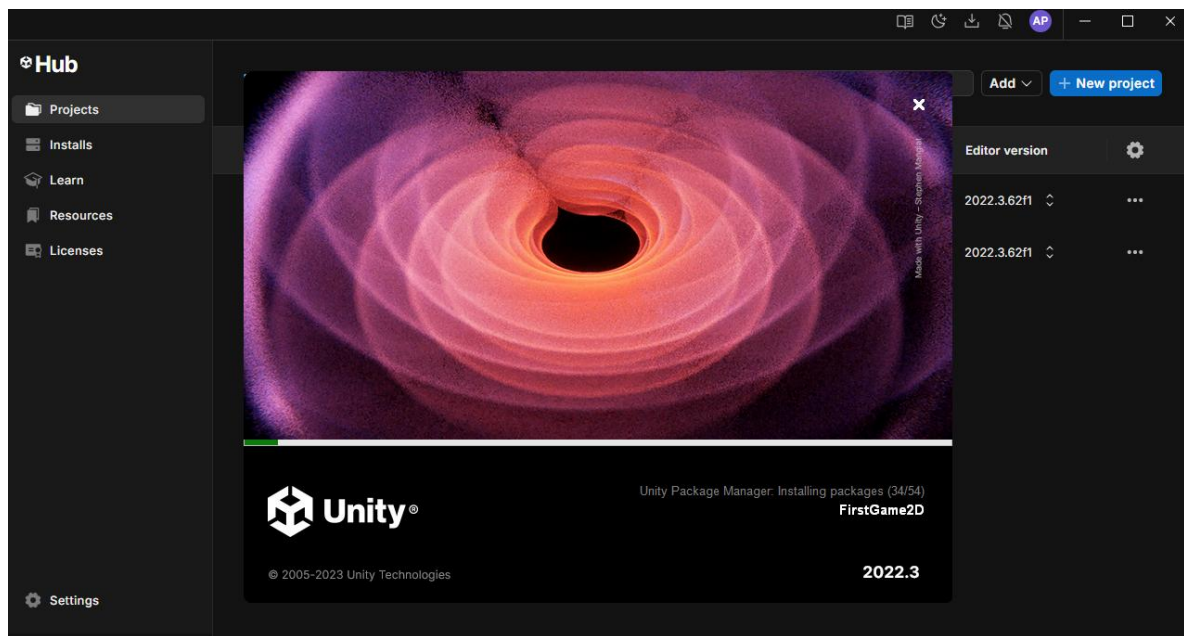 AP
Hub
Add
+ New project
Projects
Installs
Learn
Resources
Licenses
Settings
Editor version
2022.3.62f1
2022.3.62f1
Made with Unity – Stephen Mangiat
Unity Package Manager: Installing packages (34/54)
FirstGame2D
Unity®
© 2005-2023 Unity Technologies
2022.3